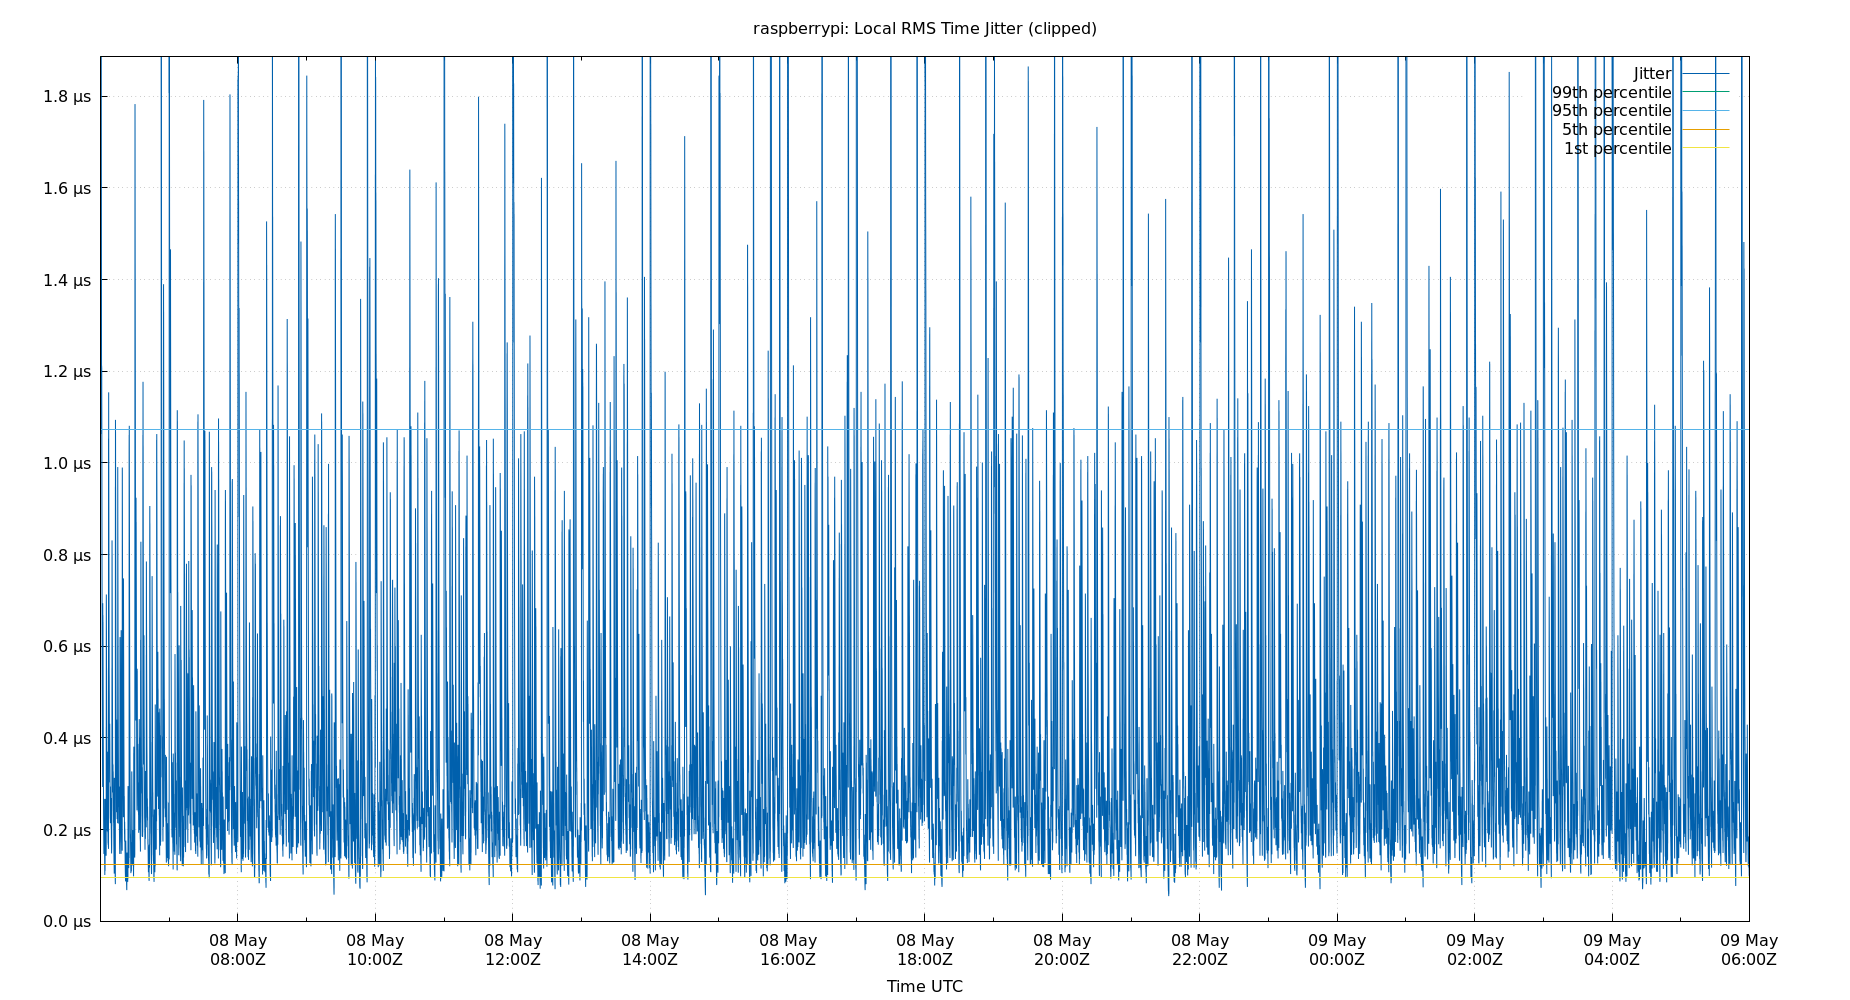 raspberrypi: Local RMS Time Jitter (clipped)
Jitter
99th percentile
95th percentile
5th percentile
1st percentile
1.8 µs
1.6 µs
1.4 µs
1.2 µs
1.0 µs
0.8 µs
0.6 µs
0.4 µs
0.2 µs
0.0 µs
08 May 08 May 08 May 08 May 08 May 08 May 08 May 08 May 09 May 09 May 09 May 09 May
08:00Z 10:00Z 12:00Z 14:00Z 16:00Z 18:00Z 20:00Z 22:00Z 00:00Z 02:00Z 04:00Z 06:00Z
Time UTC